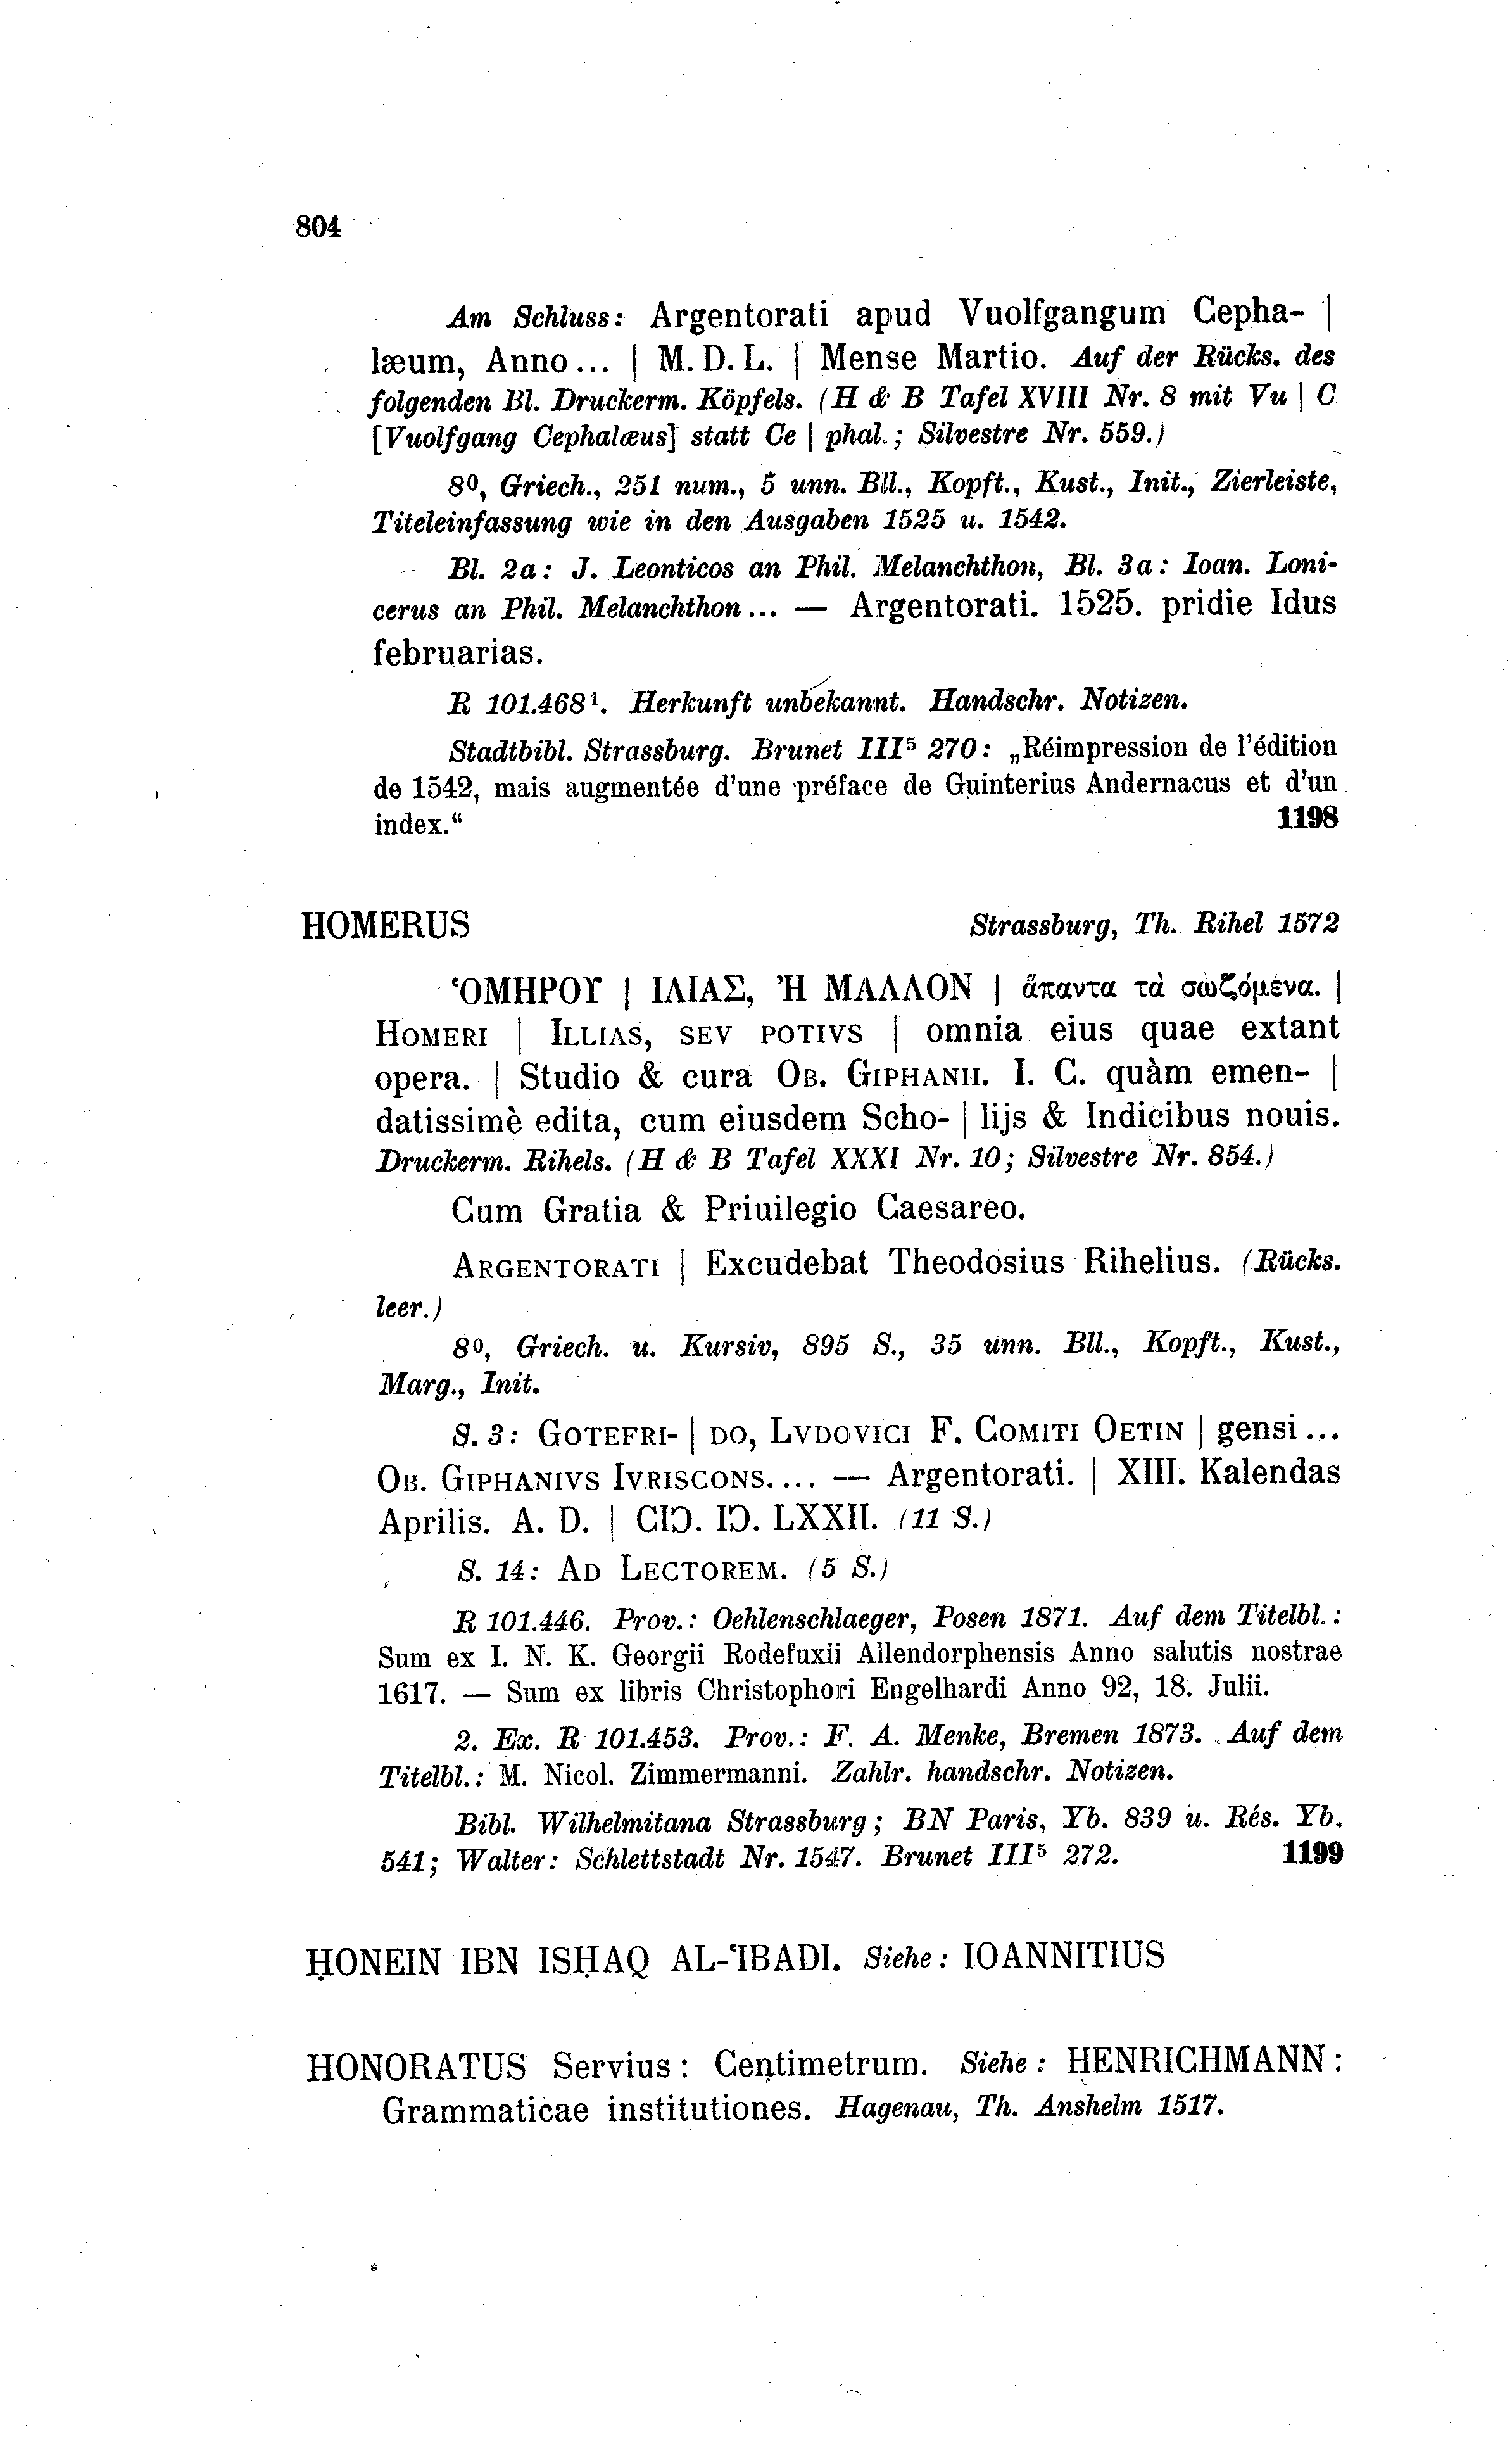 804
Am Schluss: Argentorati apud Vuolfgangum Cepha- |
læum, Anno... | M. D. L. | Mense Martio. Auf der Rücks. des
folgenden Bl. Druckerm. Köpfels. (H & B Tafel XVIII Nr. 8 mit Vu | C
[Vuolfgang Cephalæus] statt Ce | phal.; Silvestre Nr. 559.)
8⁰, Griech., 251 num., 5 unn. Bll., Kopft., Kust., Init., Zierleiste,
Titeleinfassung wie in den Ausgaben 1525 u. 1542.
Bl. 2a: J. Leonticos an Phil. Melanchthon, Bl. 3a: Ioan. Loni-
cerus an Phil. Melanchthon... — Argentorati. 1525. pridie Idus
februarias.
R 101.468¹. Herkunft unbekannt. Handschr. Notizen.
Stadtbibl. Strassburg. Brunet III⁵ 270: „Réimpression de l'édition
de 1542, mais augmentée d'une préface de Guinterius Andernacus et d'un
index.“ 1198
HOMERUS Strassburg, Th. Rihel 1572
ʽΟΜΗΡΟΥ | ΙΛΙΑΣ, Ἢ ΜΑΛΛΟΝ | ἅπαντα τὰ σωζόμενα. |
HOMERI | ILLIAS, SEV POTIVS | omnia eius quae extant
opera. | Studio & cura OB. GIPHANII. I. C. quàm emen- |
datissimè edita, cum eiusdem Scho- | lijs & Indicibus nouis.
Druckerm. Rihels. (H & B Tafel XXXI Nr. 10; Silvestre Nr. 854.)
Cum Gratia & Priuilegio Caesareo.
ARGENTORATI | Excudebat Theodosius Rihelius. (Rücks.
leer.)
8⁰, Griech. u. Kursiv, 895 S., 35 unn. Bll., Kopft., Kust.,
Marg., Init.
S. 3: GOTEFRI- | DO, LVDOVICI F. COMITI OETIN | gensi...
OB. GIPHANIVS IVRISCONS.... — Argentorati. | XIII. Kalendas
Aprilis. A. D. | CIƆ. IƆ. LXXII. (11 S.)
S. 14: AD LECTOREM. (5 S.)
R 101.446. Prov.: Oehlenschlaeger, Posen 1871. Auf dem Titelbl.:
Sum ex I. N. K. Georgii Rodefuxii Allendorphensis Anno salutis nostrae
1617. — Sum ex libris Christophori Engelhardi Anno 92, 18. Julii.
2. Ex. R 101.453. Prov.: F. A. Menke, Bremen 1873. Auf dem
Titelbl.: M. Nicol. Zimmermanni. Zahlr. handschr. Notizen.
Bibl. Wilhelmitana Strassburg; BN Paris, Yb. 839 u. Rés. Yb.
541; Walter: Schlettstadt Nr. 1547. Brunet III⁵ 272. 1199
ḤONEIN IBN ISḤAQ AL-ʽIBADI. Siehe: IOANNITIUS
HONORATUS Servius: Centimetrum. Siehe: HENRICHMANN:
Grammaticae institutiones. Hagenau, Th. Anshelm 1517.